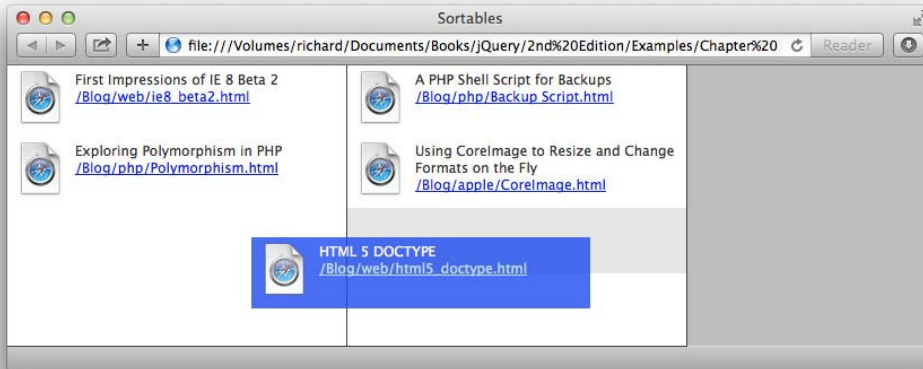 Sortables
file:///Volumes/richard/Documents/Books/jQuery/2nd%20Edition/Examples/Chapter%20
Reader
First Impressions of IE 8 Beta 2
/Blog/web/ie8_beta2.html
Exploring Polymorphism in PHP
/Blog/php/Polymorphism.html
A PHP Shell Script for Backups
/Blog/php/Backup Script.html
Using CoreImage to Resize and Change
Formats on the Fly
/Blog/apple/CoreImage.html
HTML 5 DOCTYPE
/Blog/web/html5_doctype.html